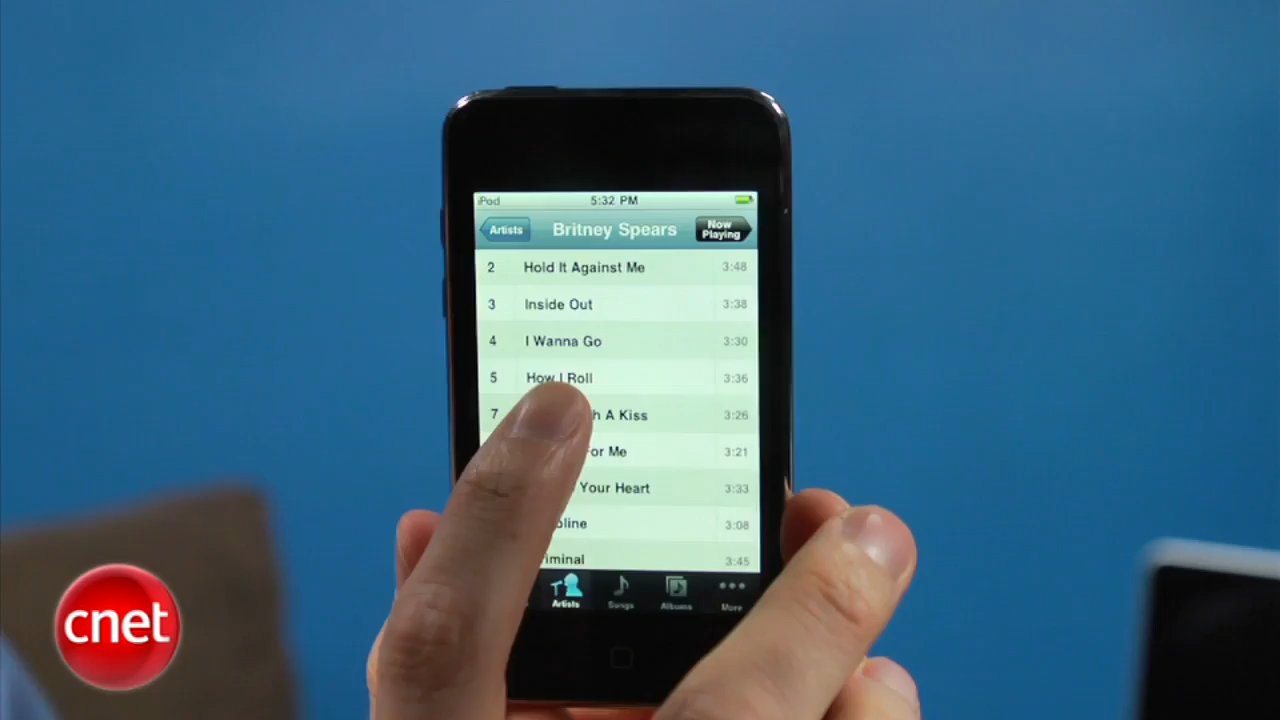 iPod 5:32 PM
Artists Britney Spears Now Playing
2 Hold It Against Me 3:48
3 Inside Out 3:38
4 I Wanna Go 3:30
5 How I Roll 3:36
7 A Kiss 3:26
For Me 3:21
Your Heart 3:33
3:08
3:45
Artists Songs Albums More
cnet